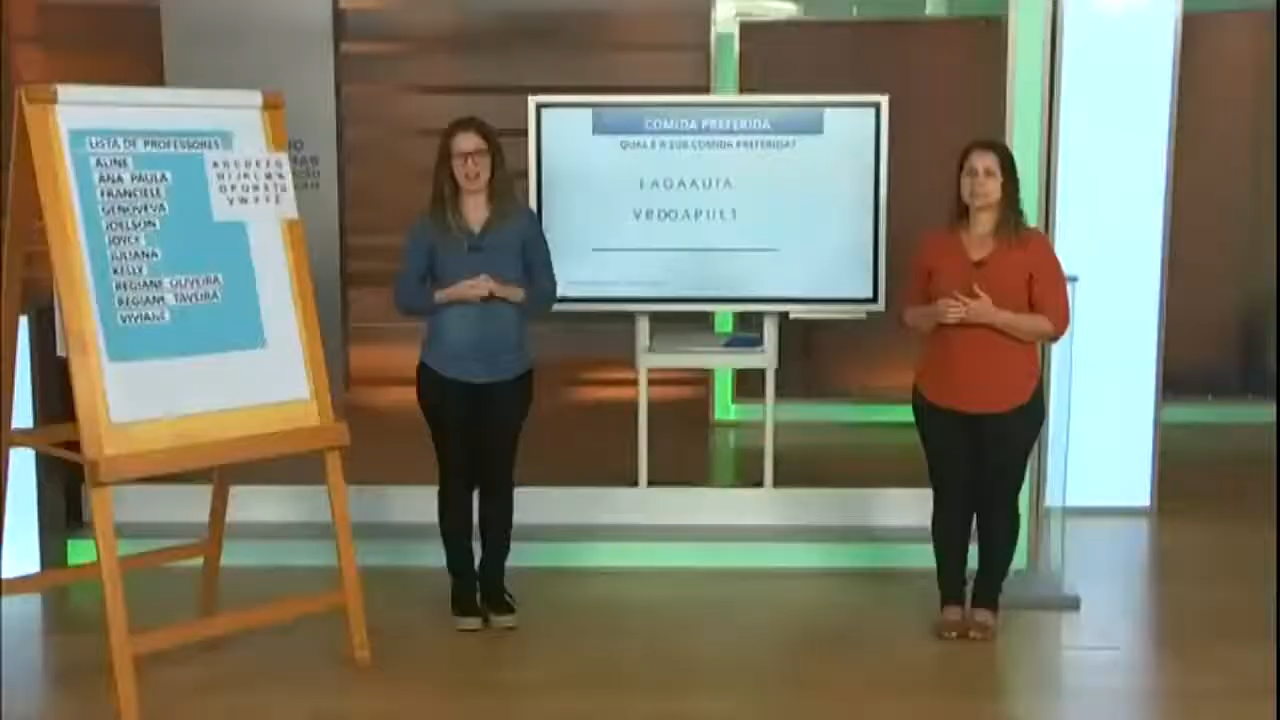 LISTA DE PROFESSORES
ALINE
ANA PAULA
FRANCIELE
GENOVEVA
JOELSON
JOYCE
JULIANA
KELLY
REGIANE OLIVEIRA
REGIANE TAVEIRA
VIVIANE
A B C D E F G
H I J K L M N
O P Q R S T U
V W X Y Z
COMIDA PREFERIDA
QUAL É A SUA COMIDA PREFERIDA?